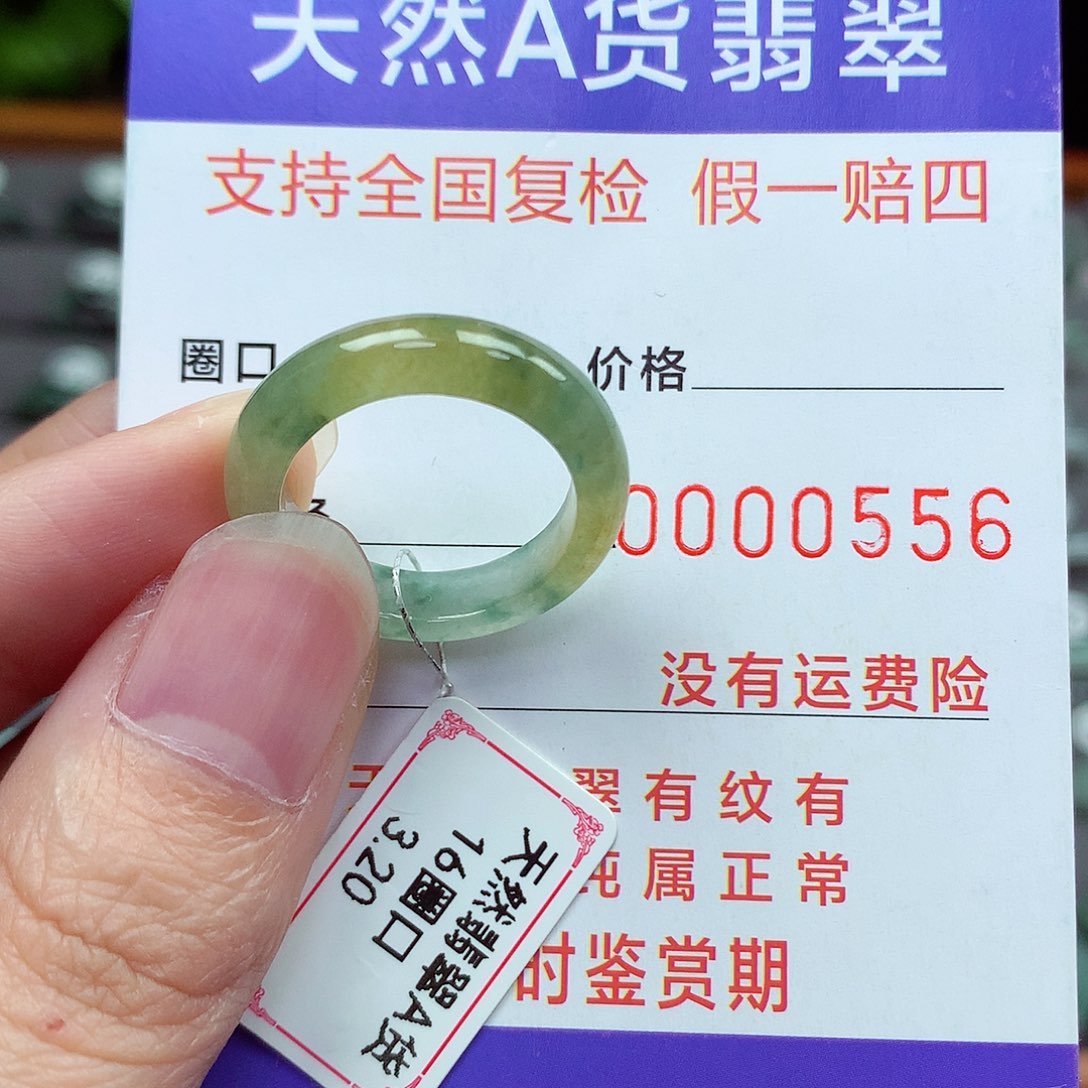 天然A货翡翠
支持全国复检 假一赔四
圈口 价格
0000556
没有运费险
翠有纹有
纯属正常
时鉴赏期
天然翡翠A货
16圈口
3.20